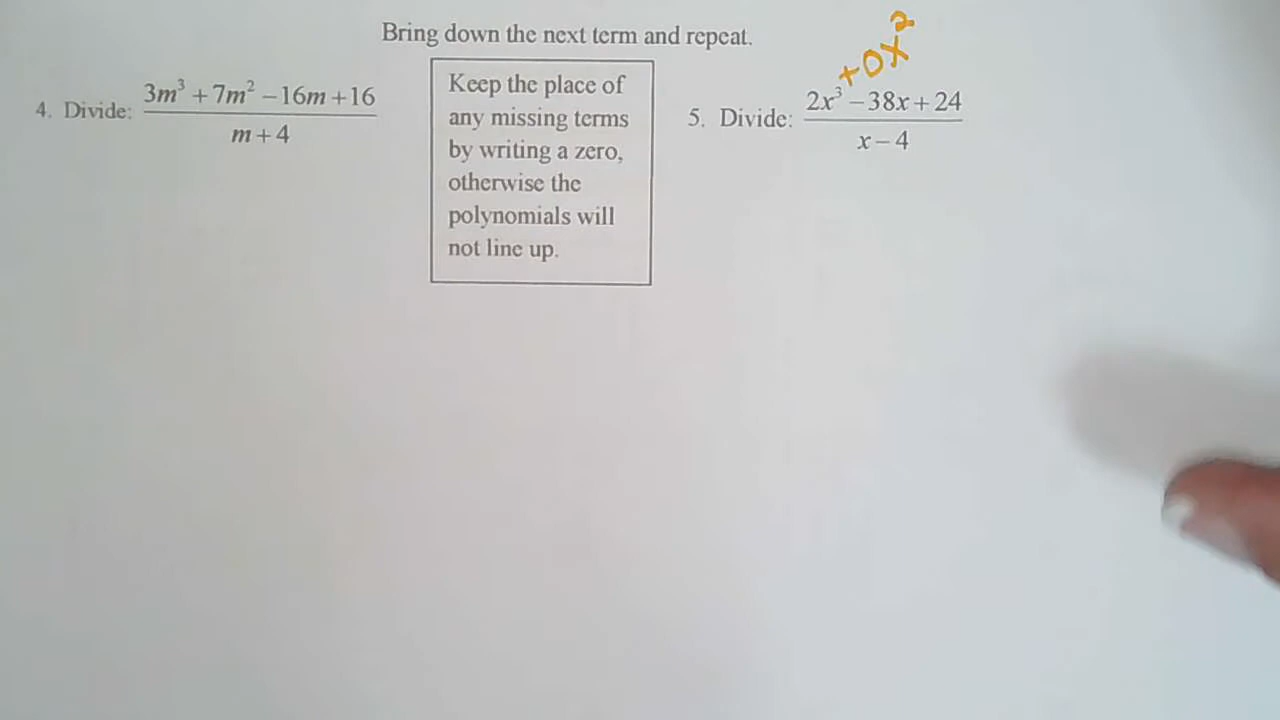 Bring down the next term and repeat.
4. Divide: (3m³ + 7m² − 16m + 16)/(m + 4)
Keep the place of
any missing terms
by writing a zero,
otherwise the
polynomials will
not line up.
+0x²
5. Divide: (2x³ − 38x + 24)/(x − 4)